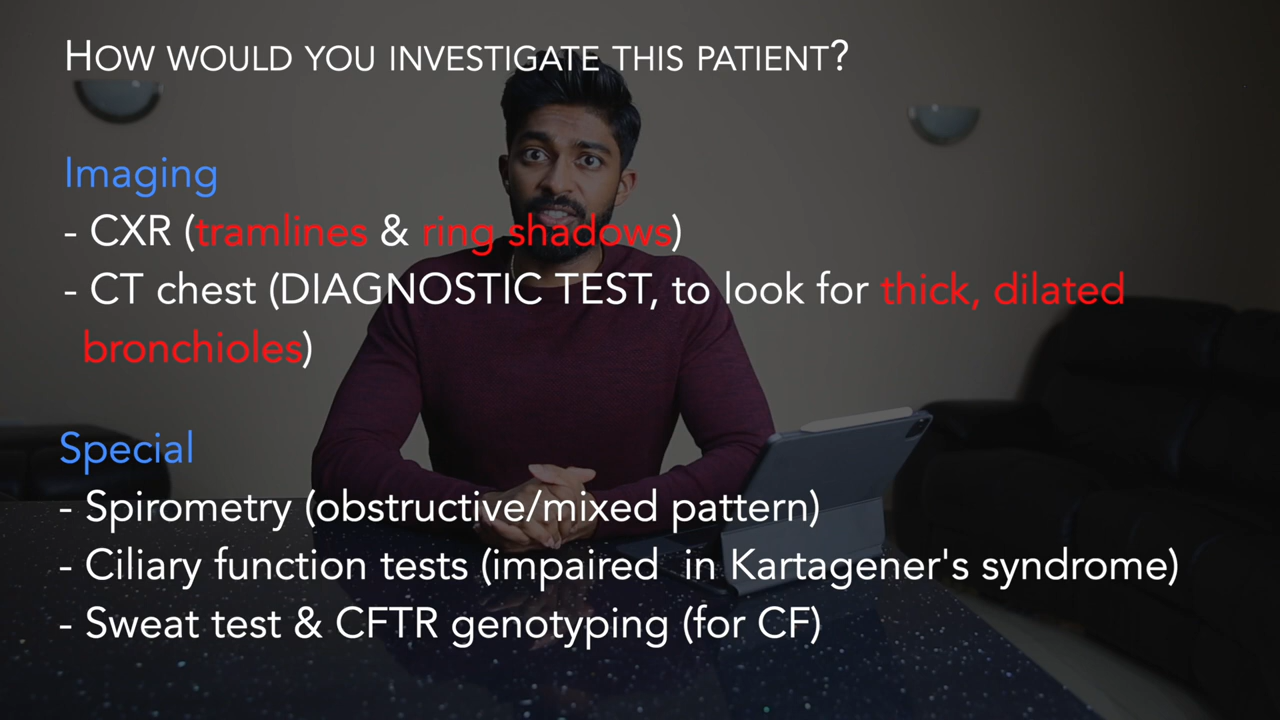 HOW WOULD YOU INVESTIGATE THIS PATIENT?
Imaging
- CXR (tramlines & ring shadows)
- CT chest (DIAGNOSTIC TEST, to look for thick, dilated
bronchioles)
Special
- Spirometry (obstructive/mixed pattern)
- Ciliary function tests (impaired  in Kartagener's syndrome)
- Sweat test & CFTR genotyping (for CF)